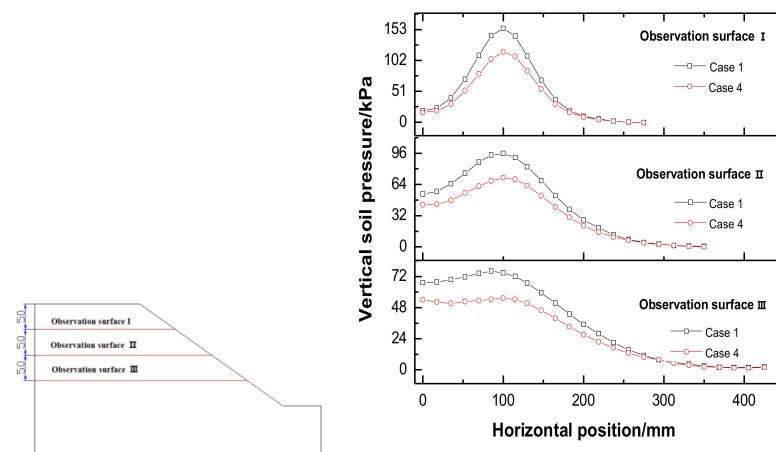 50
Observation surface I
50
Observation surface II
50
Observation surface III
Vertical soil pressure/kPa
153
102
51
0
Observation surface I
Case 1
Case 4
96
64
32
0
Observation surface II
Case 1
Case 4
72
48
24
0
Observation surface III
Case 1
Case 4
0 100 200 300 400
Horizontal position/mm